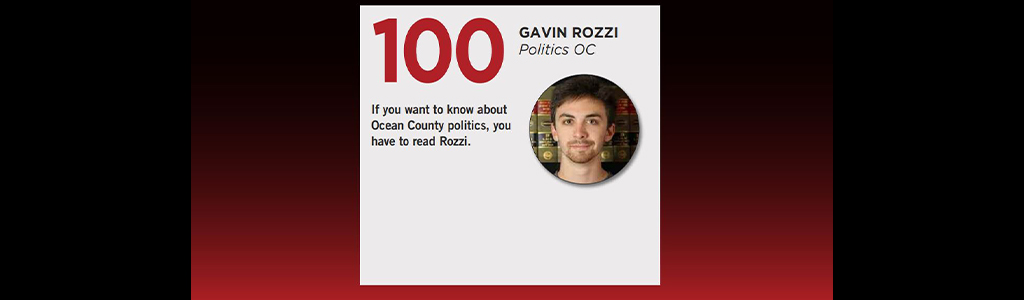 100
GAVIN ROZZI
Politics OC
If you want to know about
Ocean County politics, you
have to read Rozzi.